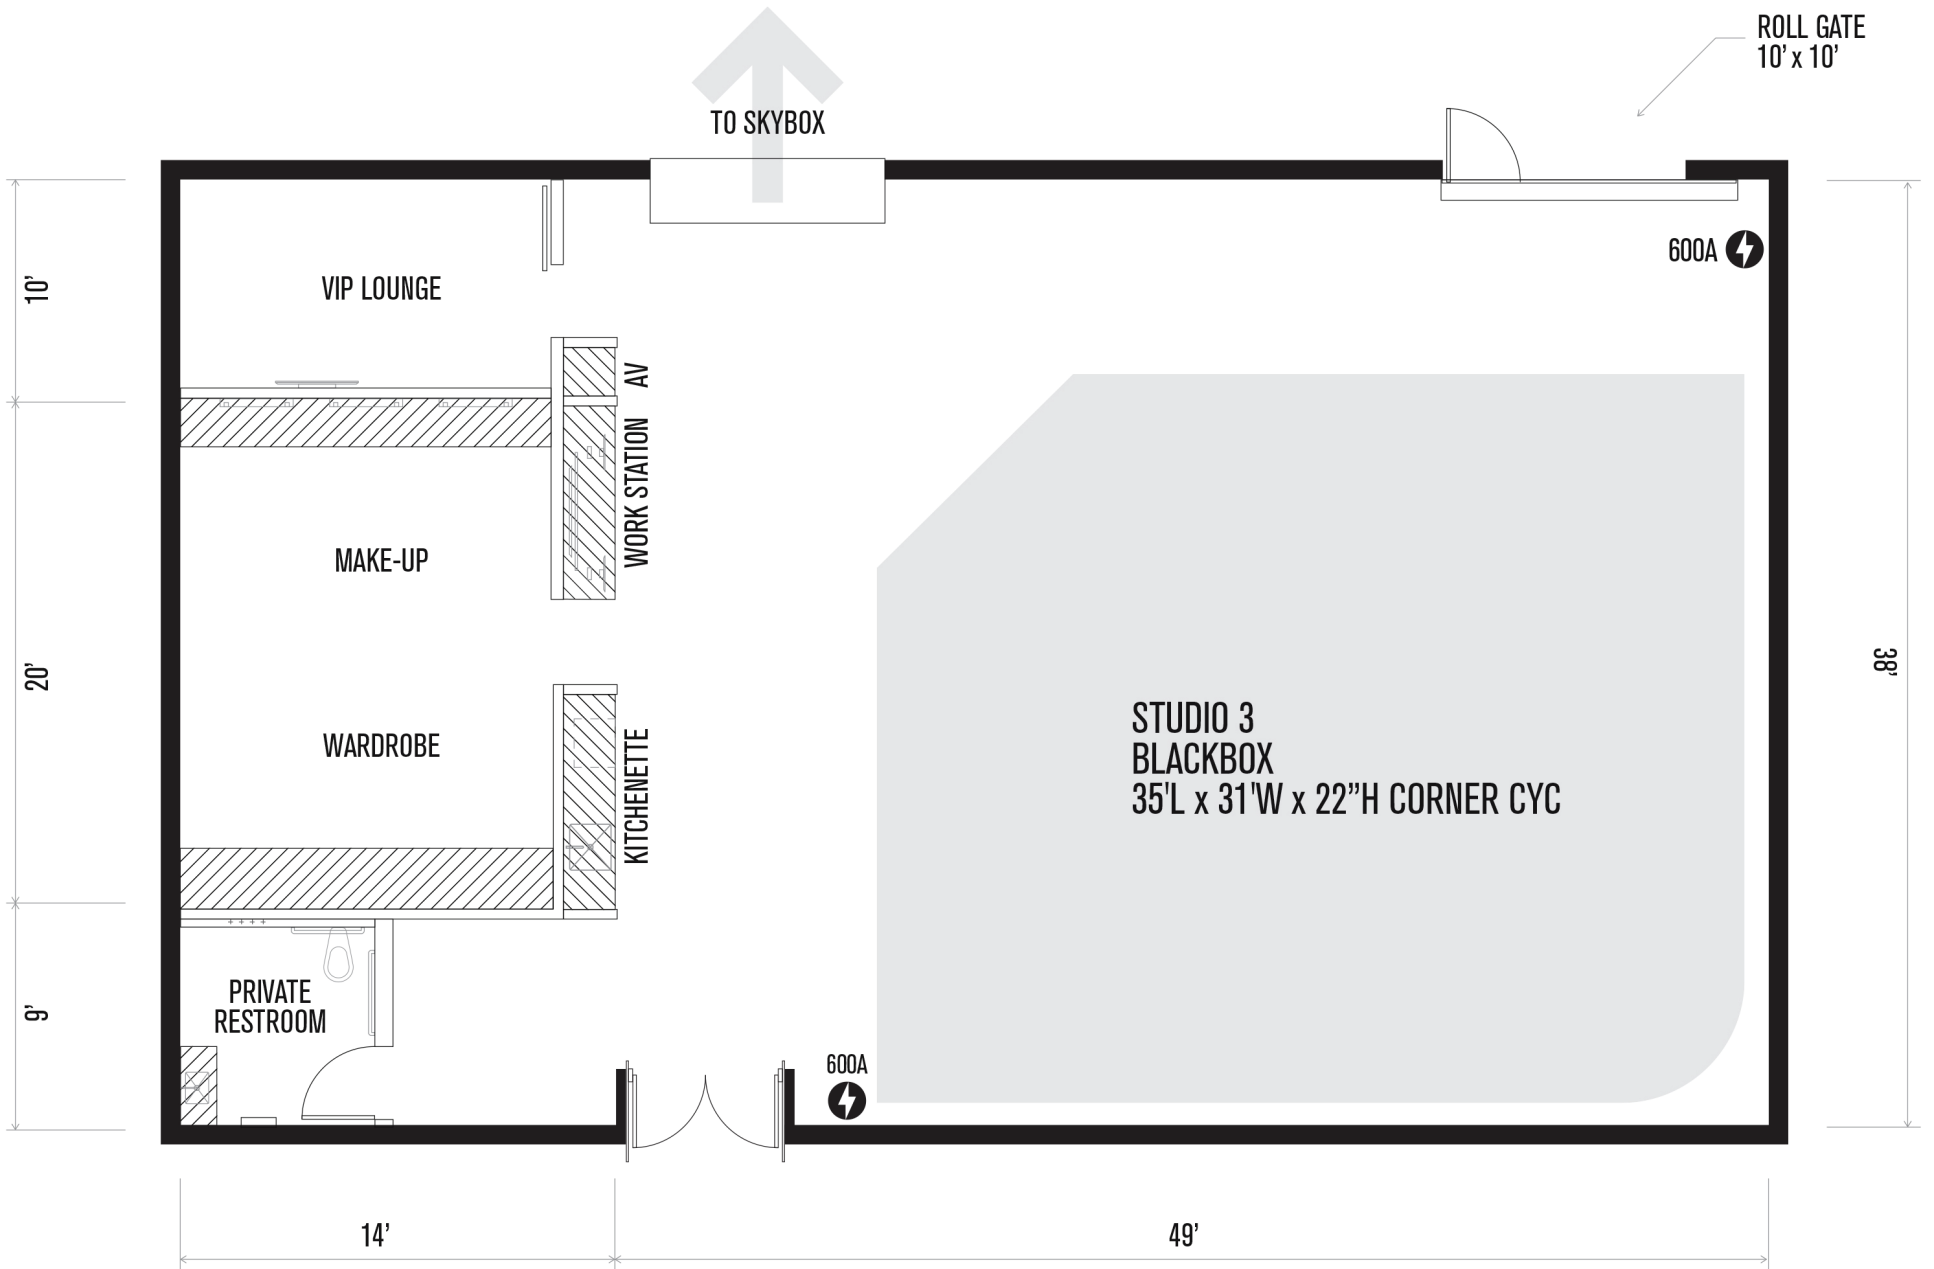 ROLL GATE
10’ x 10’
TO SKYBOX
600A
VIP LOUNGE
10’
AV
WORK STATION
MAKE-UP
20’
38’
WARDROBE
KITCHENETTE
STUDIO 3
BLACKBOX
35'L x 31'W x 22”H CORNER CYC
PRIVATE
RESTROOM
9’
600A
14’
49’